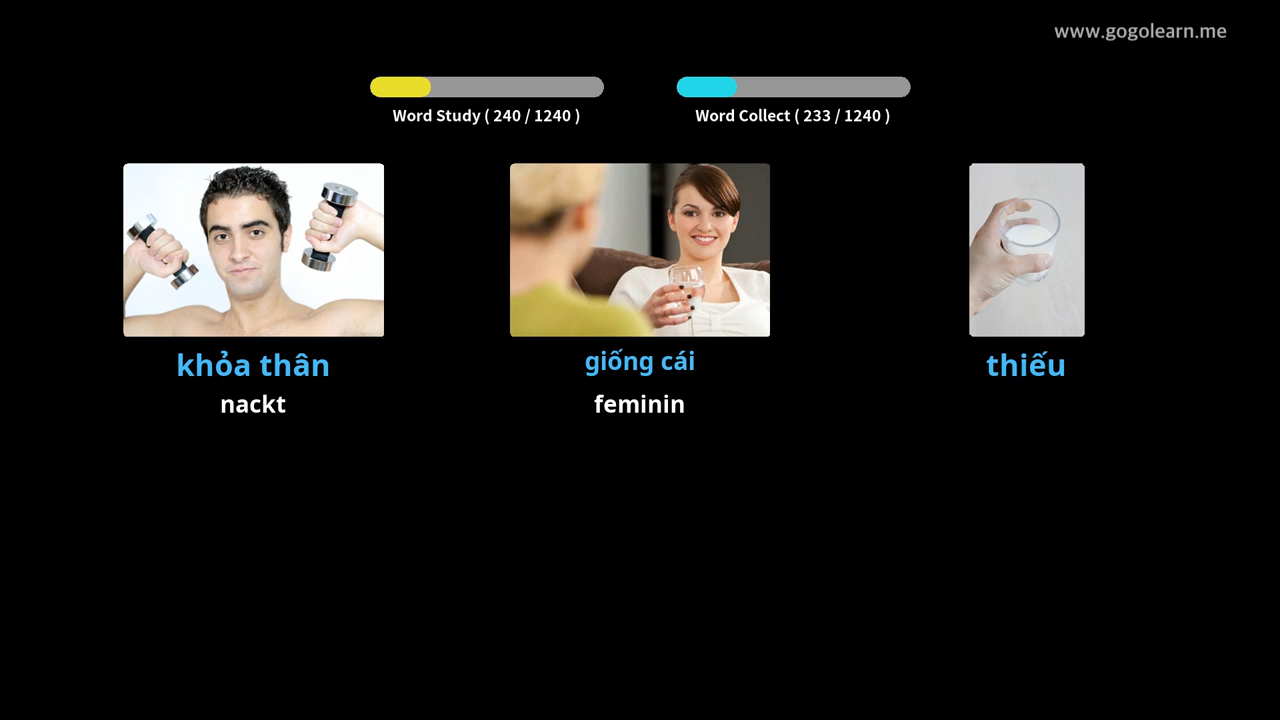 www.gogolearn.me
Word Study ( 240 / 1240 )
Word Collect ( 233 / 1240 )
khỏa thân
nackt
giống cái
feminin
thiếu